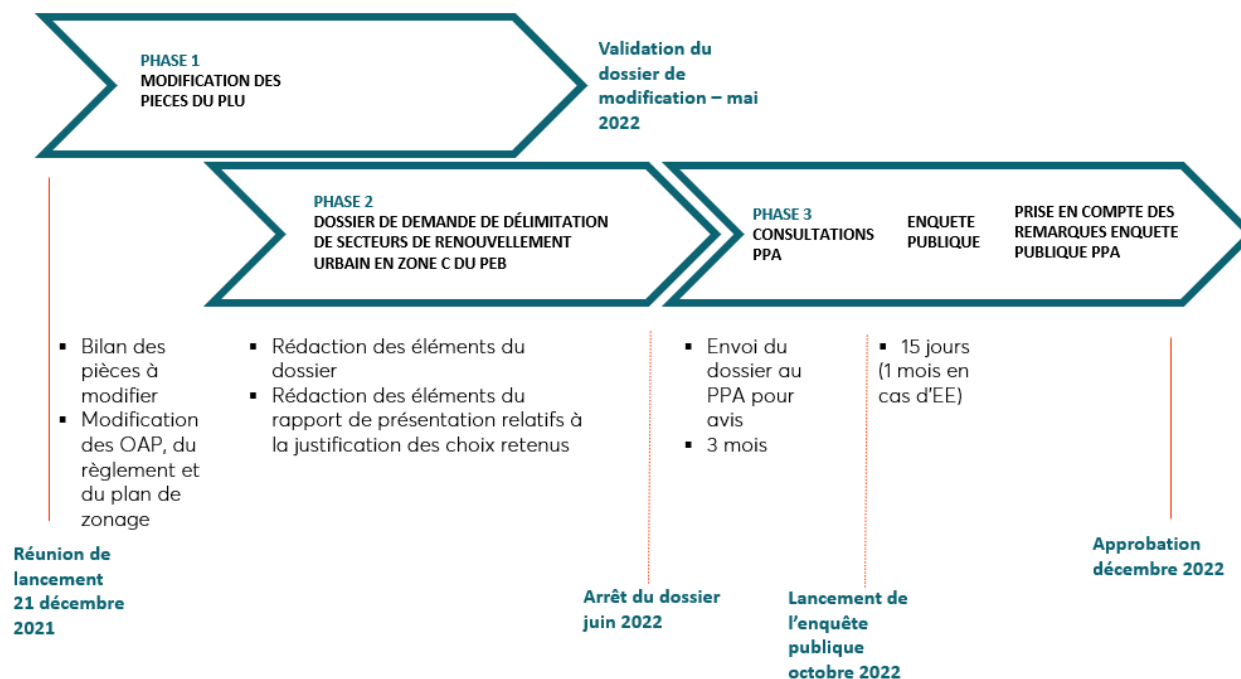 PHASE 1
MODIFICATION DES
PIECES DU PLU
Validation du
dossier de
modification – mai
2022
PHASE 2
DOSSIER DE DEMANDE DE DÉLIMITATION
DE SECTEURS DE RENOUVELLEMENT
URBAIN EN ZONE C DU PEB
PHASE 3
CONSULTATIONS
PPA
ENQUETE
PUBLIQUE
PRISE EN COMPTE DES
REMARQUES ENQUETE
PUBLIQUE PPA
▪ Bilan des
pièces à
modifier
▪ Modification
des OAP, du
règlement et
du plan de
zonage
▪ Rédaction des éléments du
dossier
▪ Rédaction des éléments du
rapport de présentation relatifs à
la justification des choix retenus
▪ Envoi du
dossier au
PPA pour
avis
▪ 3 mois
▪ 15 jours
(1 mois en
cas d'EE)
Réunion de
lancement
21 décembre
2021
Arrêt du dossier
juin 2022
Lancement de
l'enquête
publique
octobre 2022
Approbation
décembre 2022